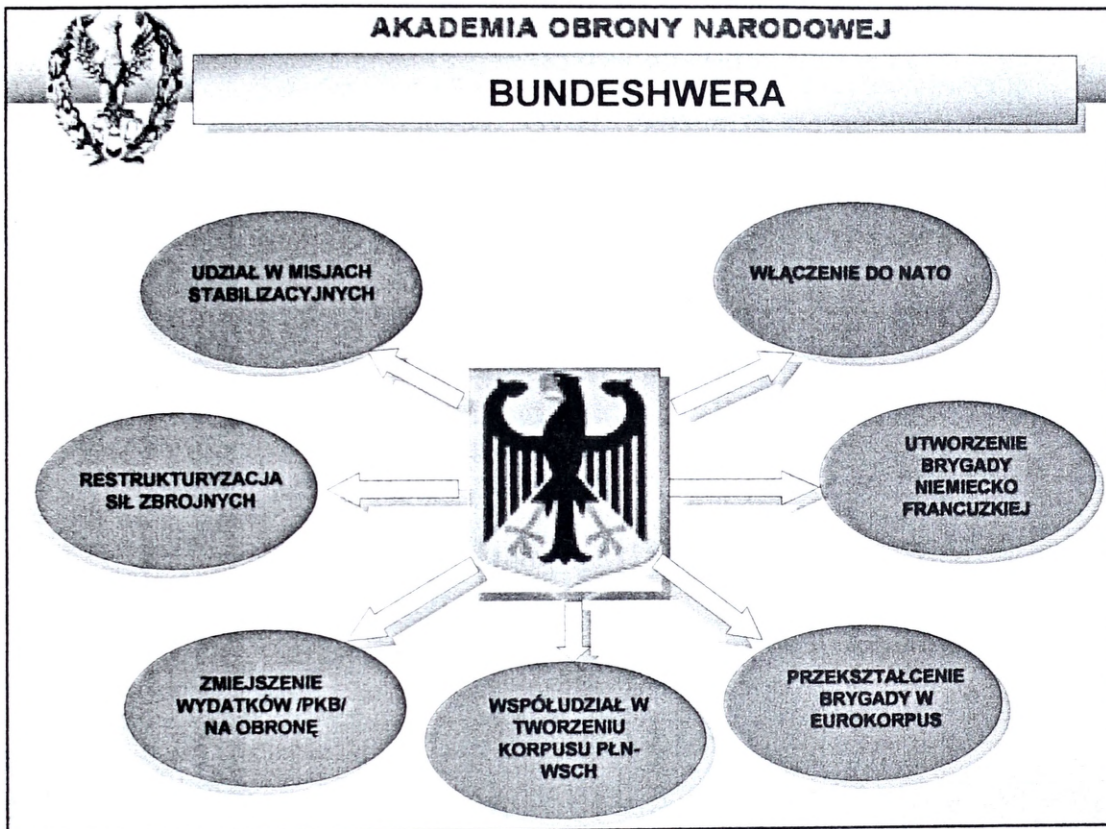 AKADEMIA OBRONY NARODOWEJ
BUNDESHWERA
UDZIAŁ W MISJACH
STABILIZACYJNYCH
WŁĄCZENIE DO NATO
RESTRUKTURYZACJA
SIŁ ZBROJNYCH
UTWORZENIE
BRYGADY
NIEMIECKO
FRANCUZKIEJ
ZMIEJSZENIE
WYDATKÓW /PKB/
NA OBRONĘ
WSPÓŁUDZIAŁ W
TWORZENIU
KORPUSU PŁN-
WSCH
PRZEKSZTAŁCENIE
BRYGADY W
EUROKORPUS